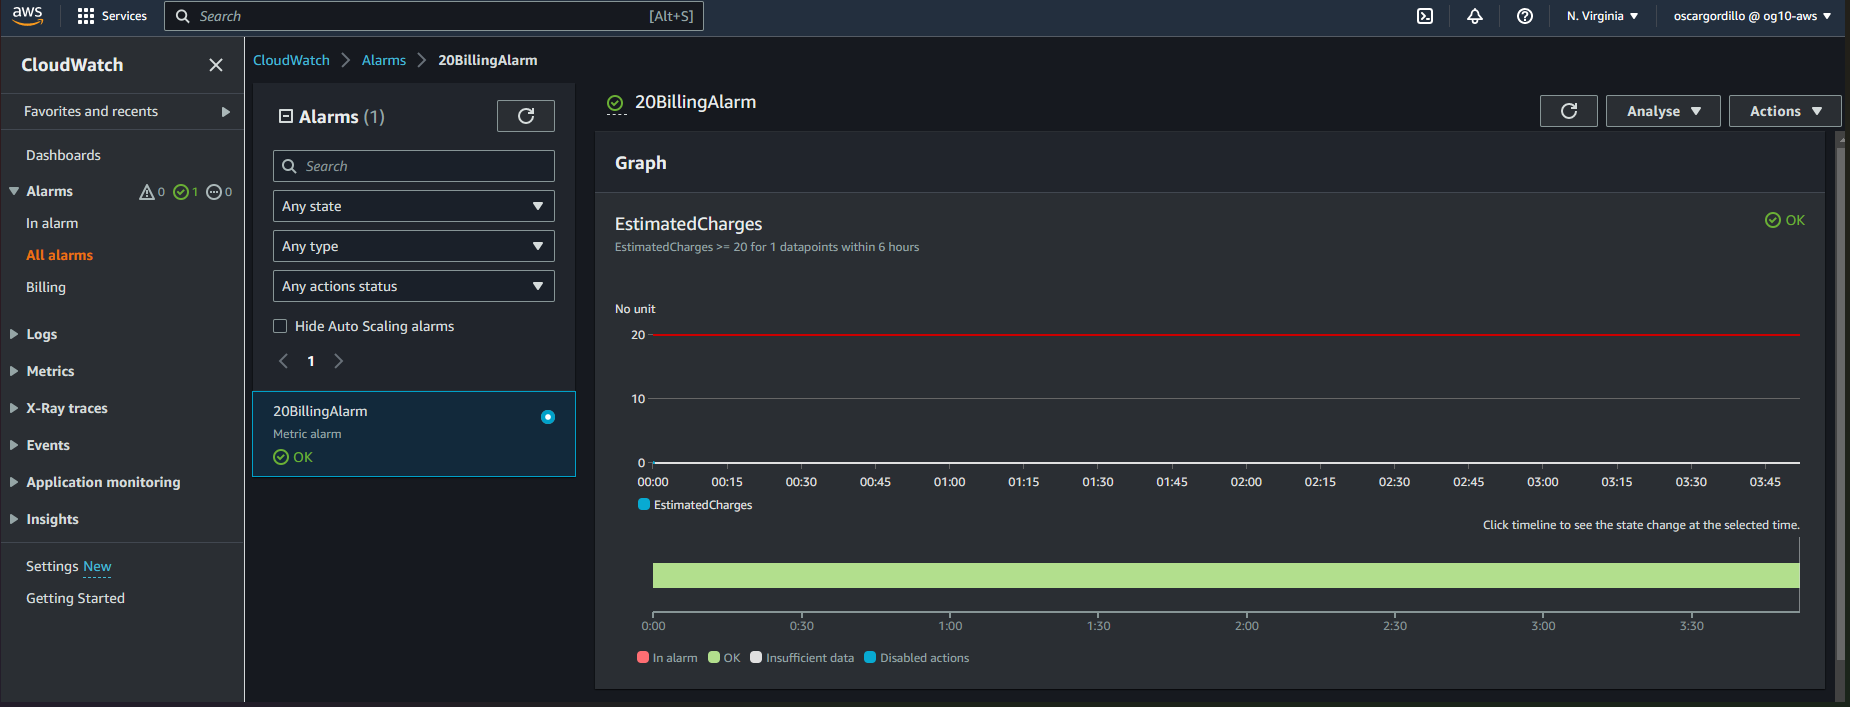 aws
Services
Search
[Alt+S]
N. Virginia
oscargordillo @ og10-aws
CloudWatch
Favorites and recents
Dashboards
Alarms
0
1
0
In alarm
All alarms
Billing
Logs
Metrics
X-Ray traces
Events
Application monitoring
Insights
Settings New
Getting Started
CloudWatch
Alarms
20BillingAlarm
Alarms (1)
Search
Any state
Any type
Any actions status
Hide Auto Scaling alarms
1
20BillingAlarm
Metric alarm
OK
20BillingAlarm
Analyse
Actions
Graph
EstimatedCharges
OK
EstimatedCharges >= 20 for 1 datapoints within 6 hours
No unit
20
10
0
00:00 00:15 00:30 00:45 01:00 01:15 01:30 01:45 02:00 02:15 02:30 02:45 03:00 03:15 03:30 03:45
EstimatedCharges
Click timeline to see the state change at the selected time.
0:00 0:30 1:00 1:30 2:00 2:30 3:00 3:30
In alarm OK Insufficient data Disabled actions